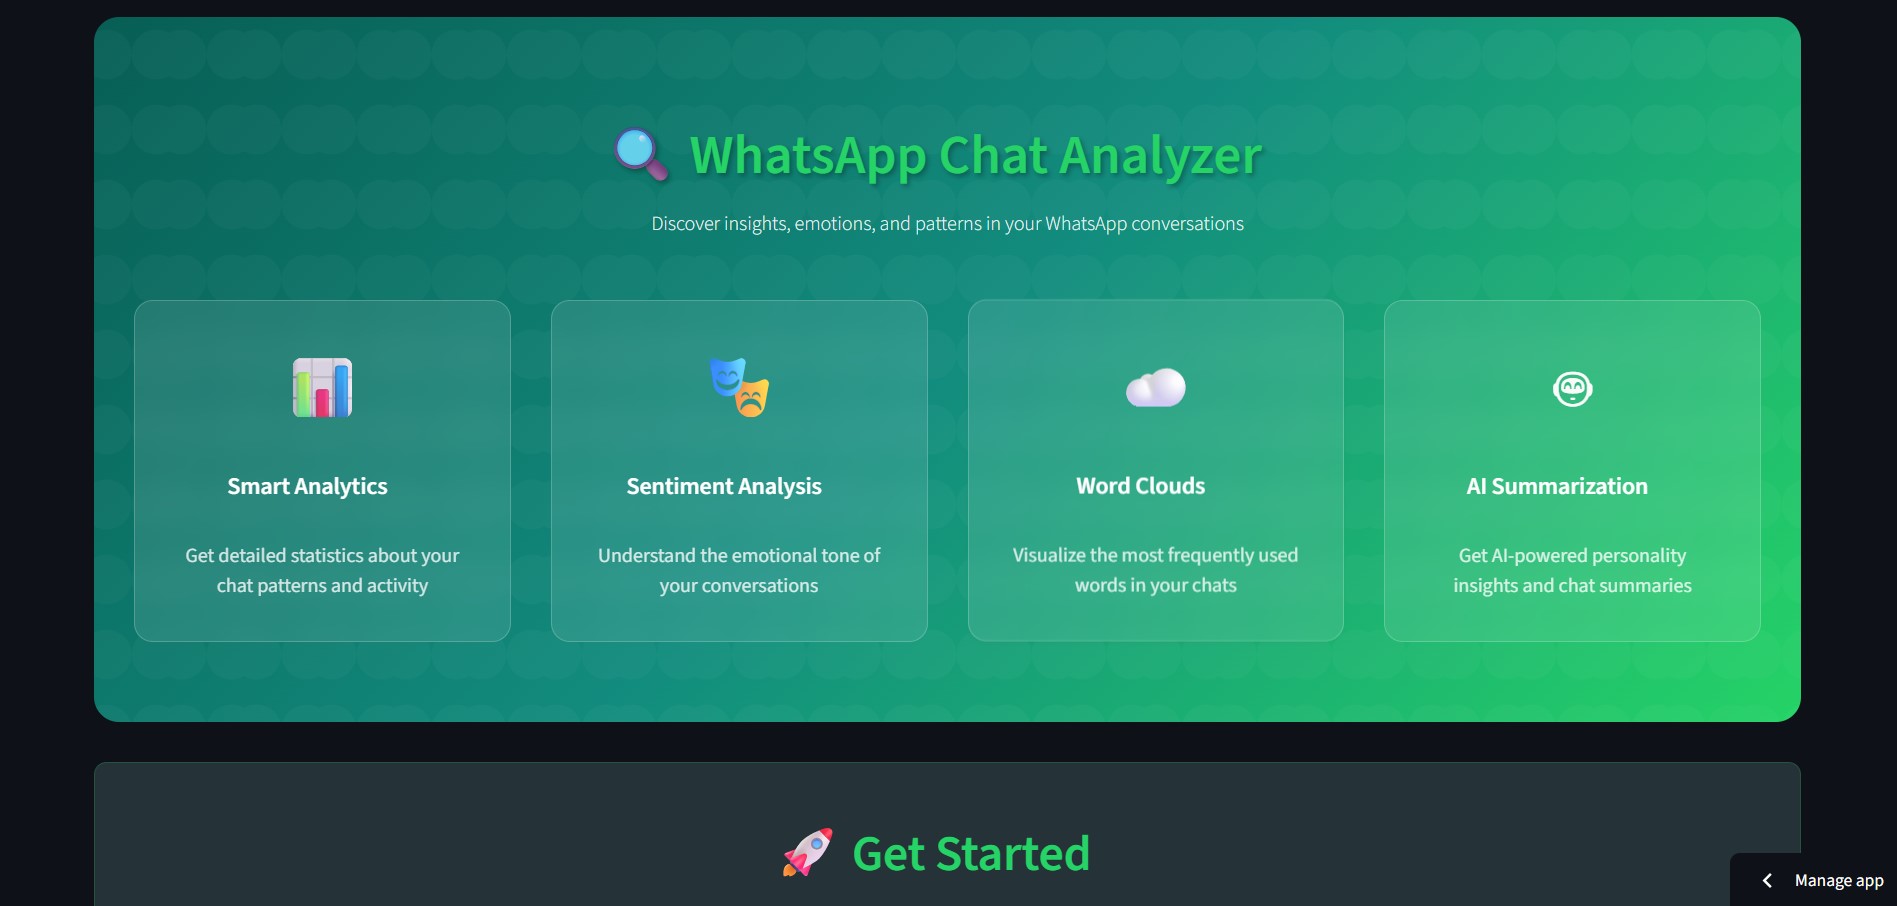 WhatsApp Chat Analyzer
Discover insights, emotions, and patterns in your WhatsApp conversations
Smart Analytics
Get detailed statistics about your
chat patterns and activity
Sentiment Analysis
Understand the emotional tone of
your conversations
Word Clouds
Visualize the most frequently used
words in your chats
AI Summarization
Get AI-powered personality
insights and chat summaries
Get Started
Manage app